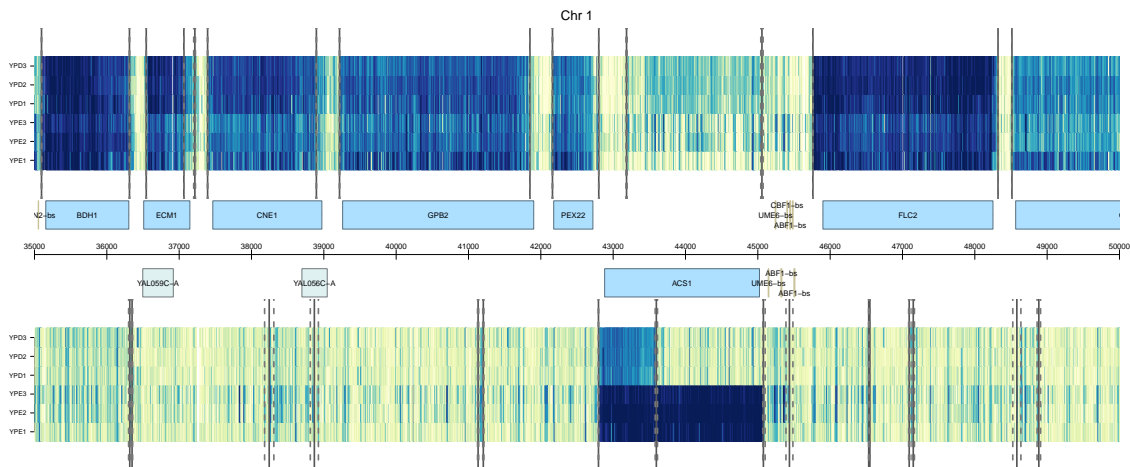 Chr 1
YPD3
YPD2
YPD1
YPE3
YPE2
YPE1
N2-bs BDH1 ECM1 CNE1 GPB2 PEX22 CBF1-bs UME6-bs ABF1-bs FLC2
35000 36000 37000 38000 39000 40000 41000 42000 43000 44000 45000 46000 47000 48000 49000 50000
YAL059C-A YAL056C-A ACS1 ABF1-bs UME6-bs ABF1-bs
YPD3
YPD2
YPD1
YPE3
YPE2
YPE1